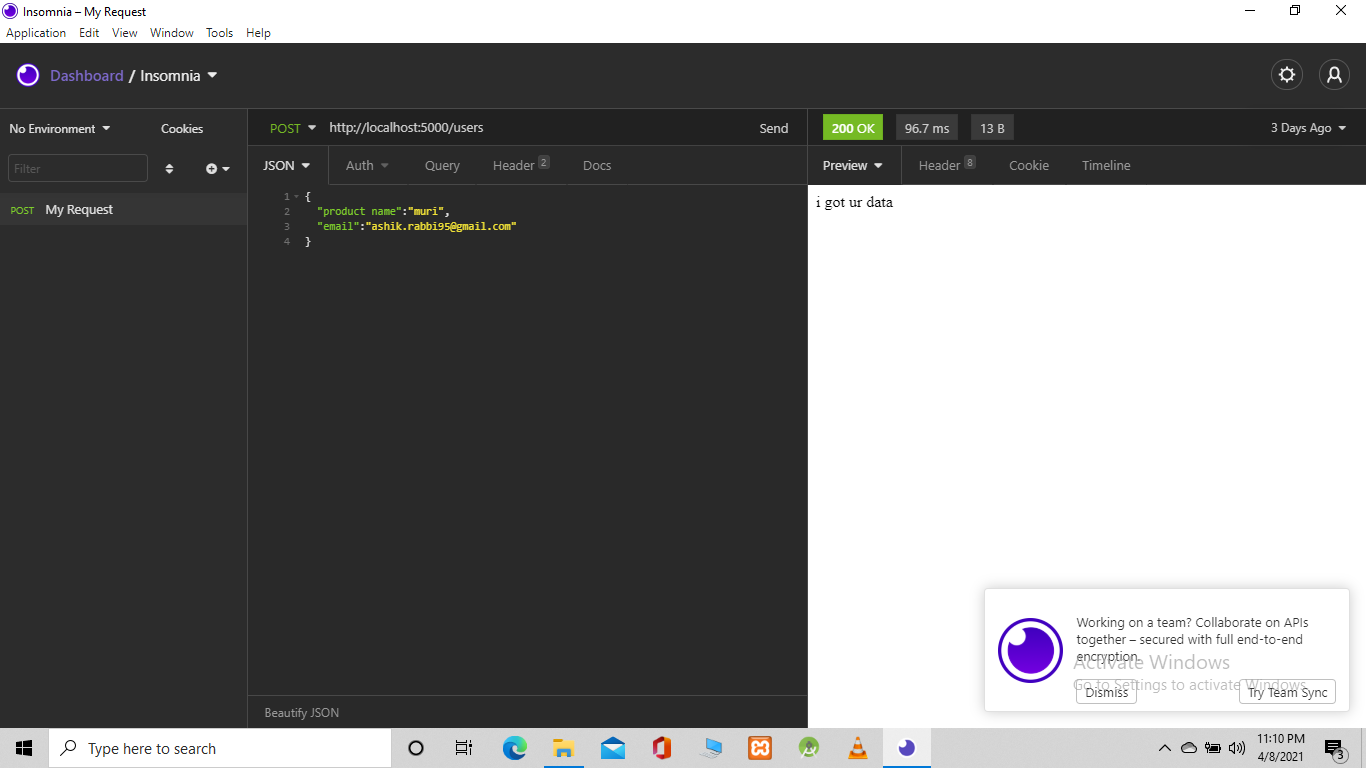 Insomnia – My Request
Application Edit View Window Tools Help
Dashboard / Insomnia
No Environment Cookies
POST http://localhost:5000/users Send
200 OK 96.7 ms 13 B 3 Days Ago
Filter
JSON Auth Query Header 2 Docs
Preview Header 8 Cookie Timeline
POST My Request
1 {
2 "product name":"muri",
3 "email":"ashik.rabbi95@gmail.com"
4 }
i got ur data
Working on a team? Collaborate on APIs
together – secured with full end-to-end
encryption.
Activate Windows
Go to Settings to activate Windows.
Dismiss Try Team Sync
Beautify JSON
Type here to search
11:10 PM
4/8/2021
3